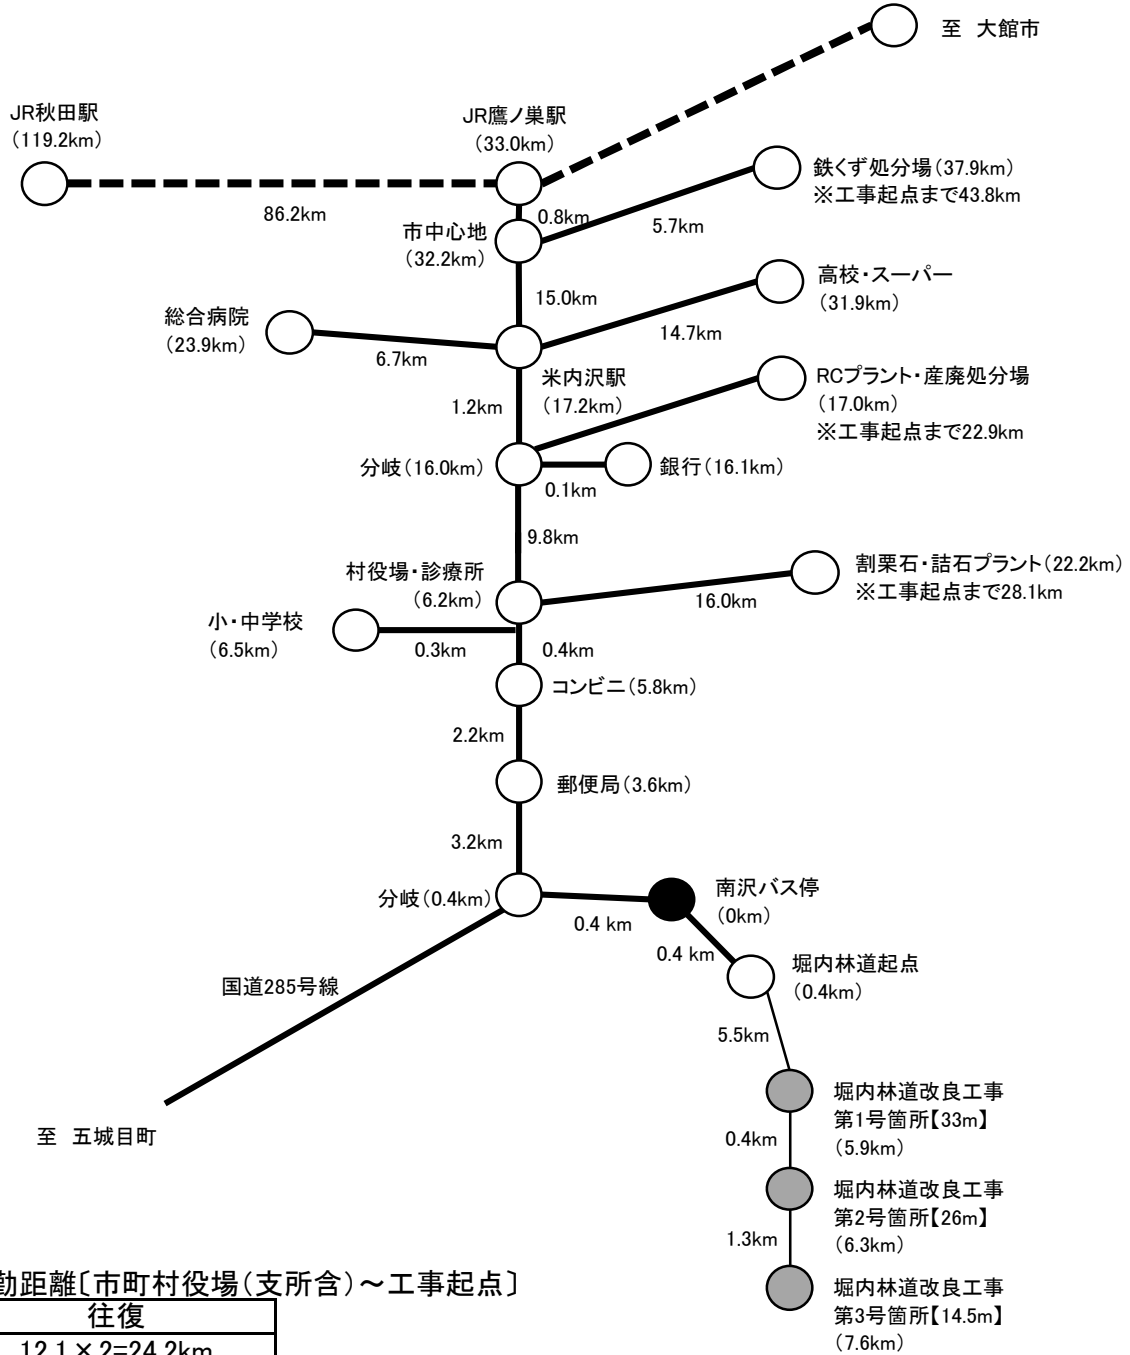 至　大館市
JR秋田駅
（119.2km）
JR鷹ノ巣駅
（33.0km）
86.2km
0.8km
鉄くず処分場（37.9km）
※工事起点まで43.8km
5.7km
市中心地
（32.2km）
15.0km
高校・スーパー
（31.9km）
14.7km
総合病院
（23.9km）
6.7km
米内沢駅
（17.2km）
1.2km
RCプラント・産廃処分場
（17.0km）
※工事起点まで22.9km
分岐（16.0km）
0.1km
銀行（16.1km）
9.8km
村役場・診療所
（6.2km）
割栗石・詰石プラント（22.2km）
※工事起点まで28.1km
16.0km
小・中学校
（6.5km）
0.3km
0.4km
コンビニ（5.8km）
2.2km
郵便局（3.6km）
3.2km
分岐（0.4km）
0.4 km
南沢バス停
（0km）
0.4 km
堀内林道起点
（0.4km）
国道285号線
5.5km
至　五城目町
堀内林道改良工事
第1号箇所【33m】
（5.9km）
0.4km
堀内林道改良工事
第2号箇所【26m】
（6.3km）
1.3km
堀内林道改良工事
第3号箇所【14.5m】
（7.6km）
勤距離〔市町村役場（支所含）～工事起点〕
往復
12.1×2=24.2km